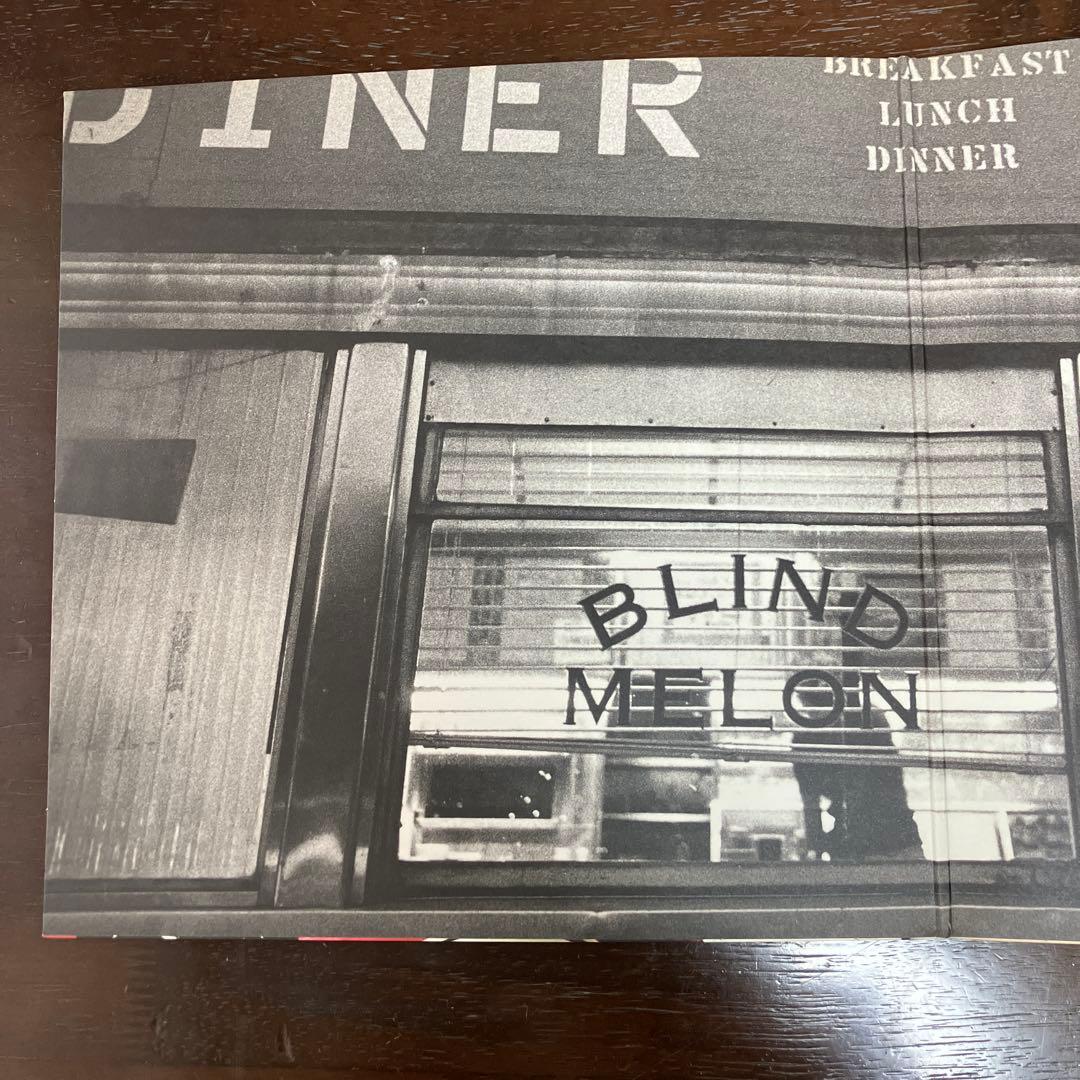 DINER
BREAKFAST
LUNCH
DINNER
BLIND
MELON